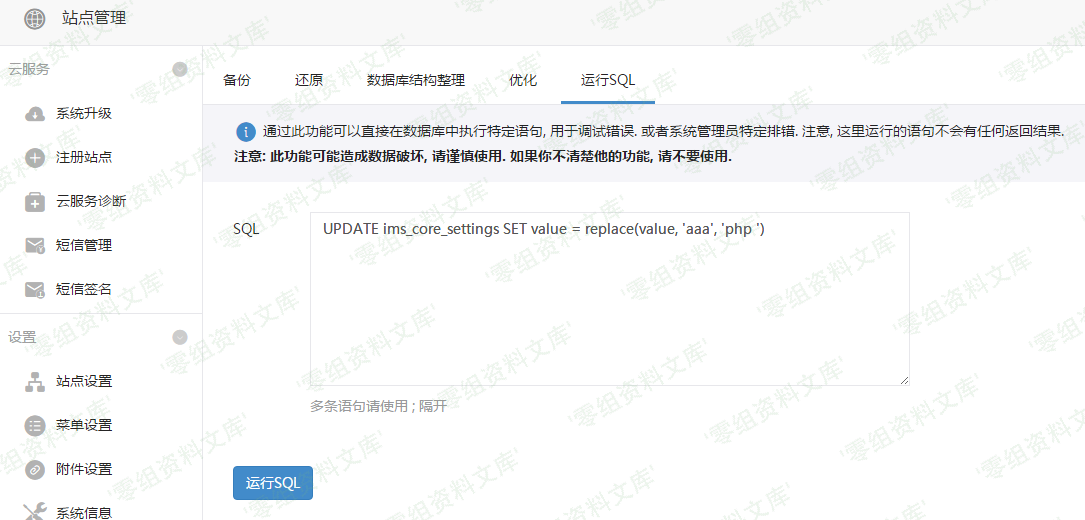 站点管理
云服务
系统升级
注册站点
云服务诊断
短信管理
短信签名
设置
站点设置
菜单设置
附件设置
系统信息
备份 还原 数据库结构整理 优化 运行SQL
通过此功能可以直接在数据库中执行特定语句, 用于调试错误. 或者系统管理员特定排错. 注意, 这里运行的语句不会有任何返回结果.
注意: 此功能可能造成数据破坏, 请谨慎使用. 如果你不清楚他的功能, 请不要使用.
SQL
UPDATE ims_core_settings SET value = replace(value, 'aaa', 'php ')
多条语句请使用 ; 隔开
运行SQL
'零组资料文库'